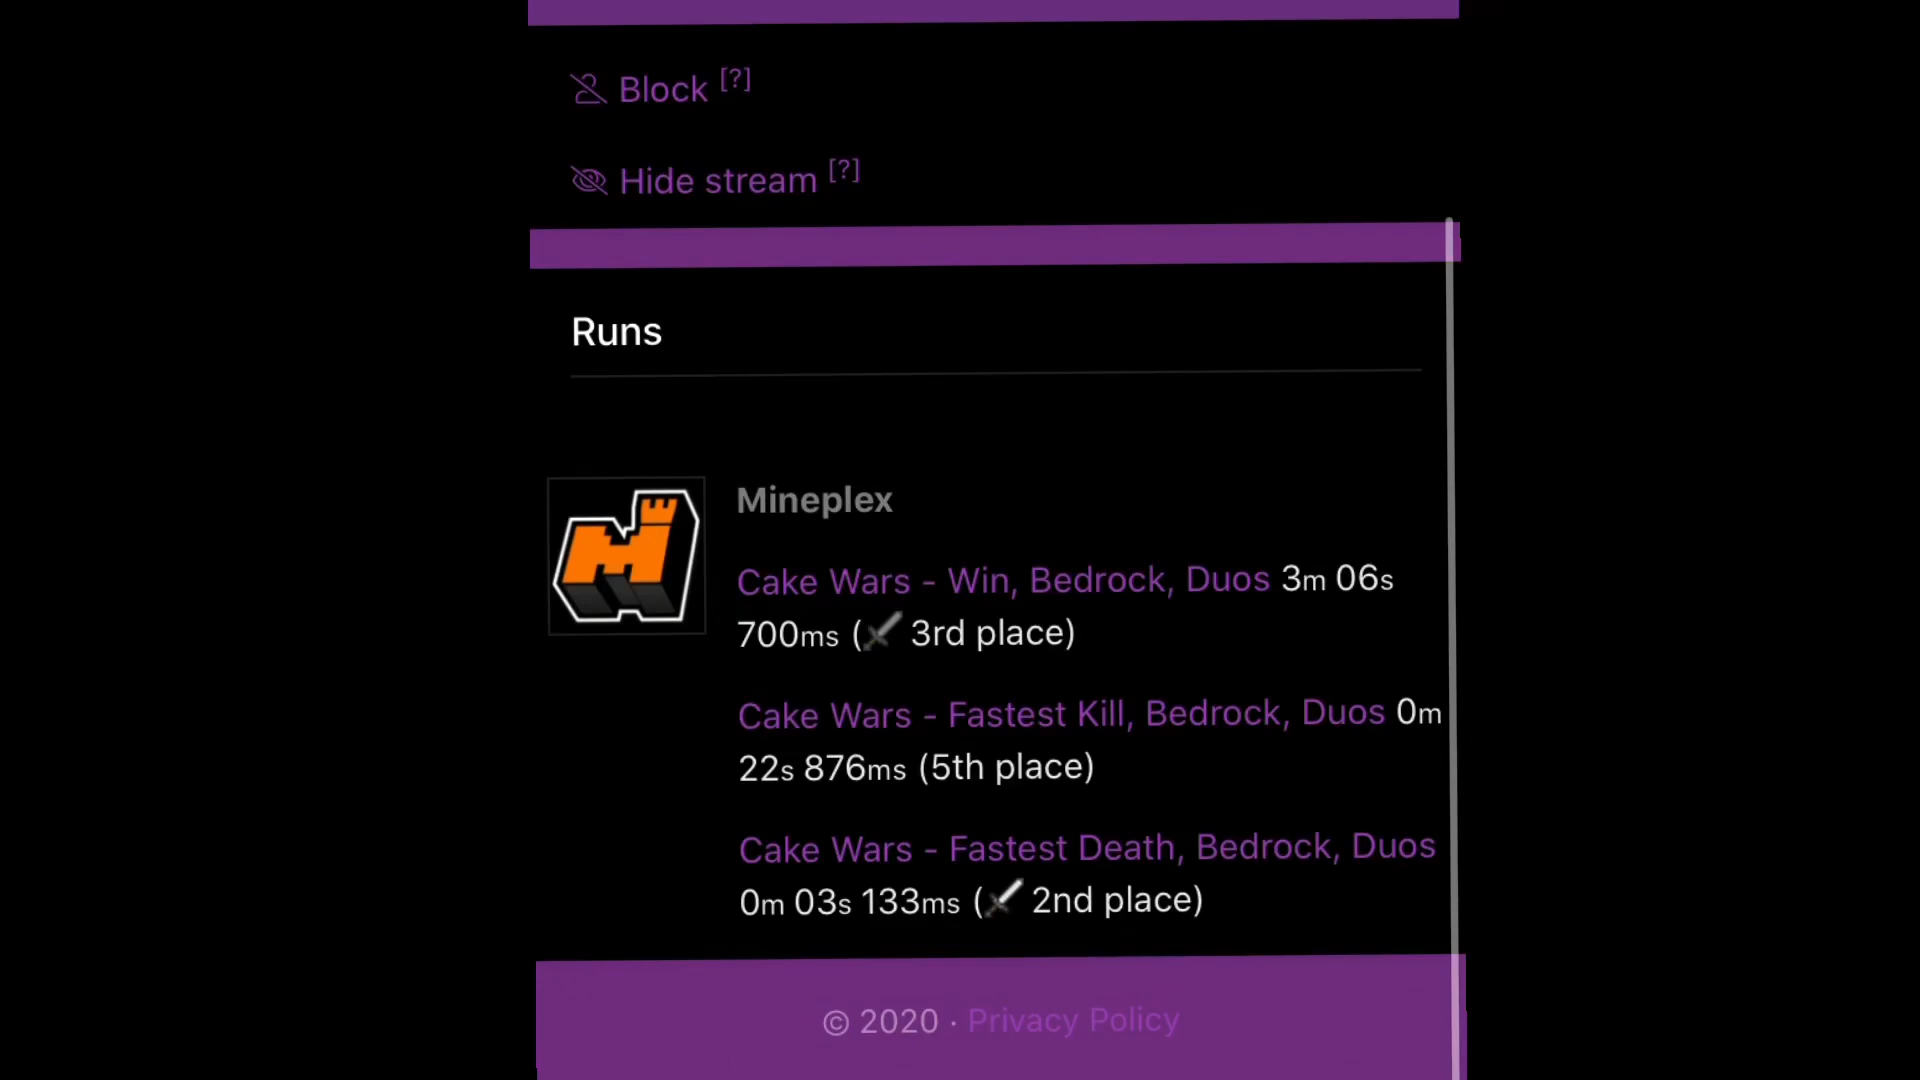 Block [?]
Hide stream [?]
Runs
Mineplex
Cake Wars - Win, Bedrock, Duos 3m 06s
700ms (3rd place)
Cake Wars - Fastest Kill, Bedrock, Duos 0m
22s 876ms (5th place)
Cake Wars - Fastest Death, Bedrock, Duos
0m 03s 133ms (2nd place)
© 2020 · Privacy Policy